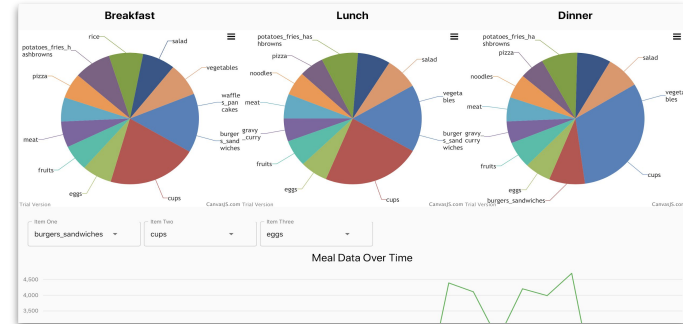 Breakfast
Lunch
Dinner
rice
salad
potatoes_fries_h
ashbrowns
vegetables
pizza
waffle
s_pan
cakes
meat
burger
s_sand
wiches
fruits
eggs
cups
Trial Version
CanvasJS.com
potatoes_fries_has
hbrowns
pizza
salad
noodles
vegeta
bles
meat
gravy
_curry
burger
s_sand
wiches
fruits
eggs
cups
Trial Version
CanvasJS.com
potatoes_fries_ha
shbrowns
pizza
salad
noodles
vegeta
bles
meat
gravy
_curry
fruits
eggs
cups
burgers_sandwiches
Trial Version
CanvasJS.com
Item One
burgers_sandwiches
Item Two
cups
Item Three
eggs
Meal Data Over Time
4,500
4,000
3,500